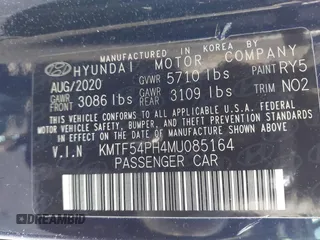 MANUFACTURED IN KOREA BY
HYUNDAI MOTOR COMPANY
AUG/2020 GVWR 5710 lbs PAINT RY5
GAWR FRONT 3086 lbs GAWR REAR 3109 lbs TRIM NO2
THIS VEHICLE CONFORMS TO ALL APPLICABLE
FEDERAL MOTOR VEHICLE SAFETY, BUMPER, AND
THEFT PREVENTION STANDARDS IN EFFECT ON THE
DATE OF MANUFACTURE SHOWN ABOVE.
V.I.N KMTF54PH4MU085164
PASSENGER CAR
DREAMBID